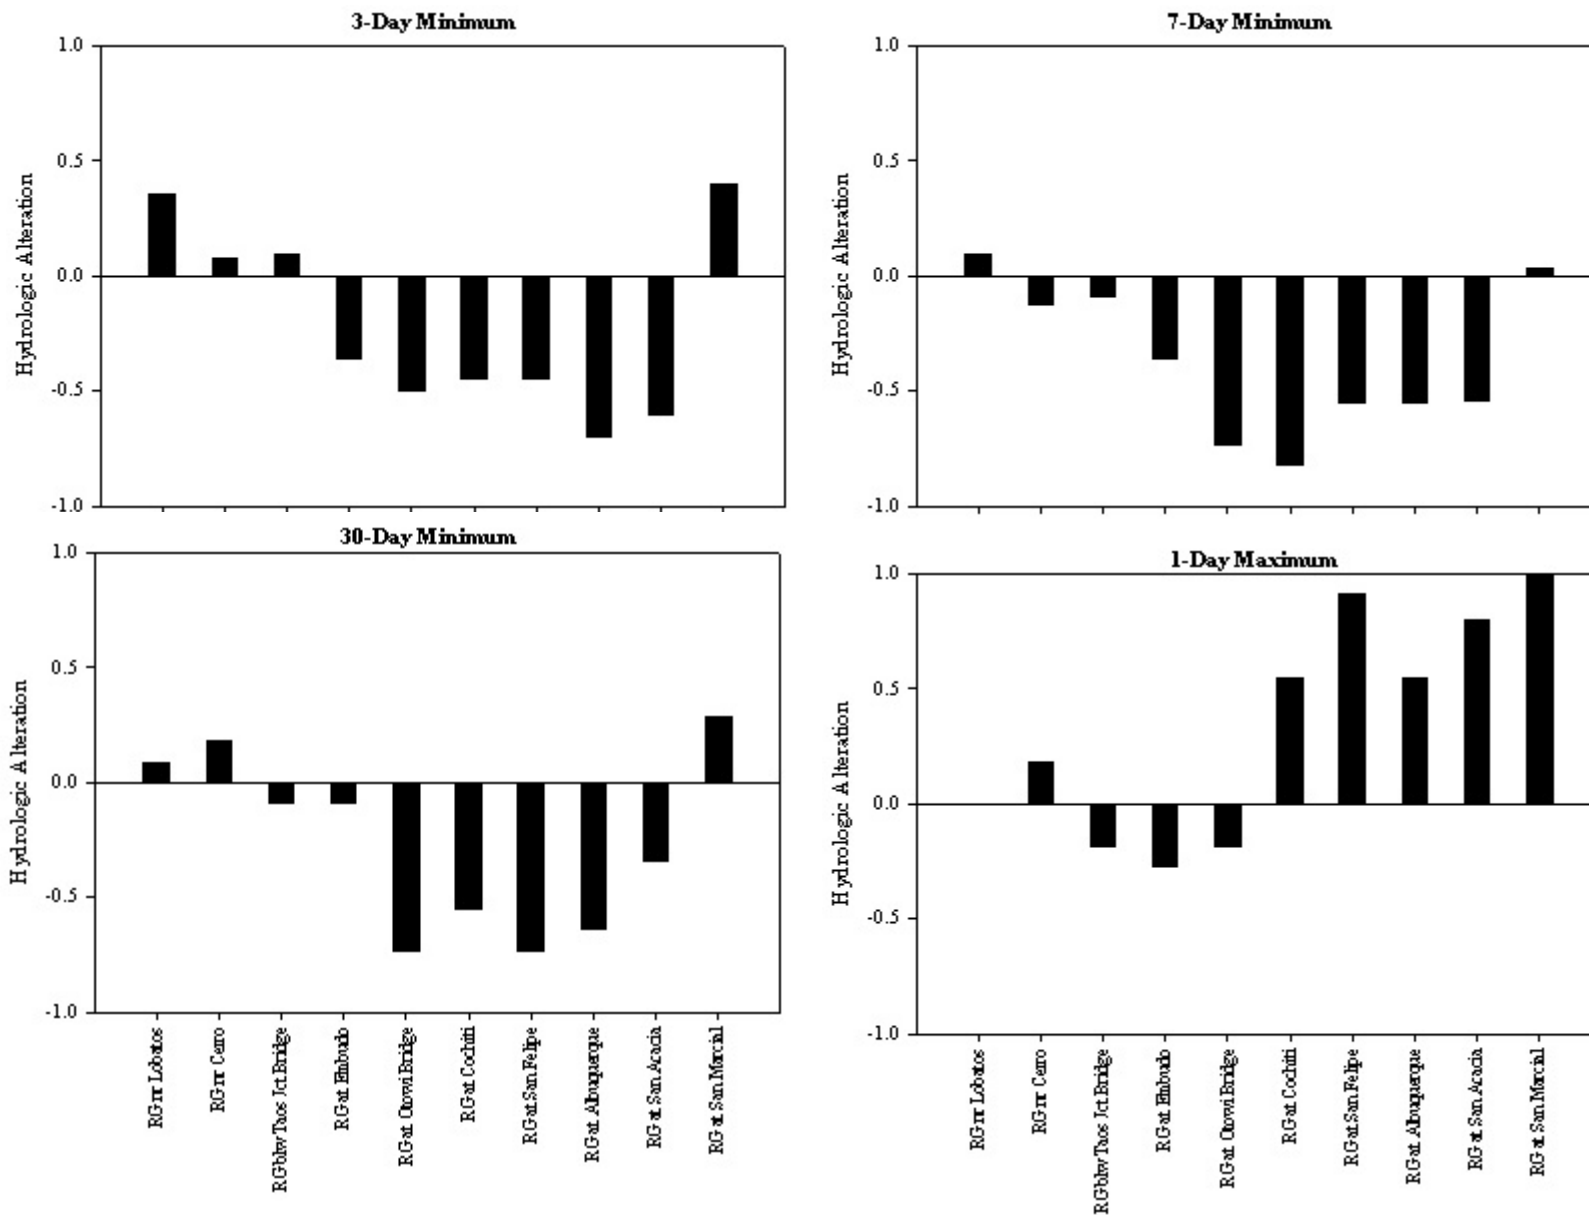 3-Day Minimum
1.0
0.5
0.0
-0.5
-1.0
Hydrologic Alteration
7-Day Minimum
1.0
0.5
0.0
-0.5
-1.0
Hydrologic Alteration
30-Day Minimum
1.0
0.5
0.0
-0.5
-1.0
Hydrologic Alteration
RG nr Lobatos
RG nr Cerro
RG blw Taos Jct Bridge
RG at Embudo
RG at Otowi Bridge
RG at Cochiti
RG at San Felipe
RG at Albuquerque
RG at San Acacia
RG at San Marcial
1-Day Maximum
1.0
0.5
0.0
-0.5
-1.0
Hydrologic Alteration
RG nr Lobatos
RG nr Cerro
RG blw Taos Jct Bridge
RG at Embudo
RG at Otowi Bridge
RG at Cochiti
RG at San Felipe
RG at Albuquerque
RG at San Acacia
RG at San Marcial